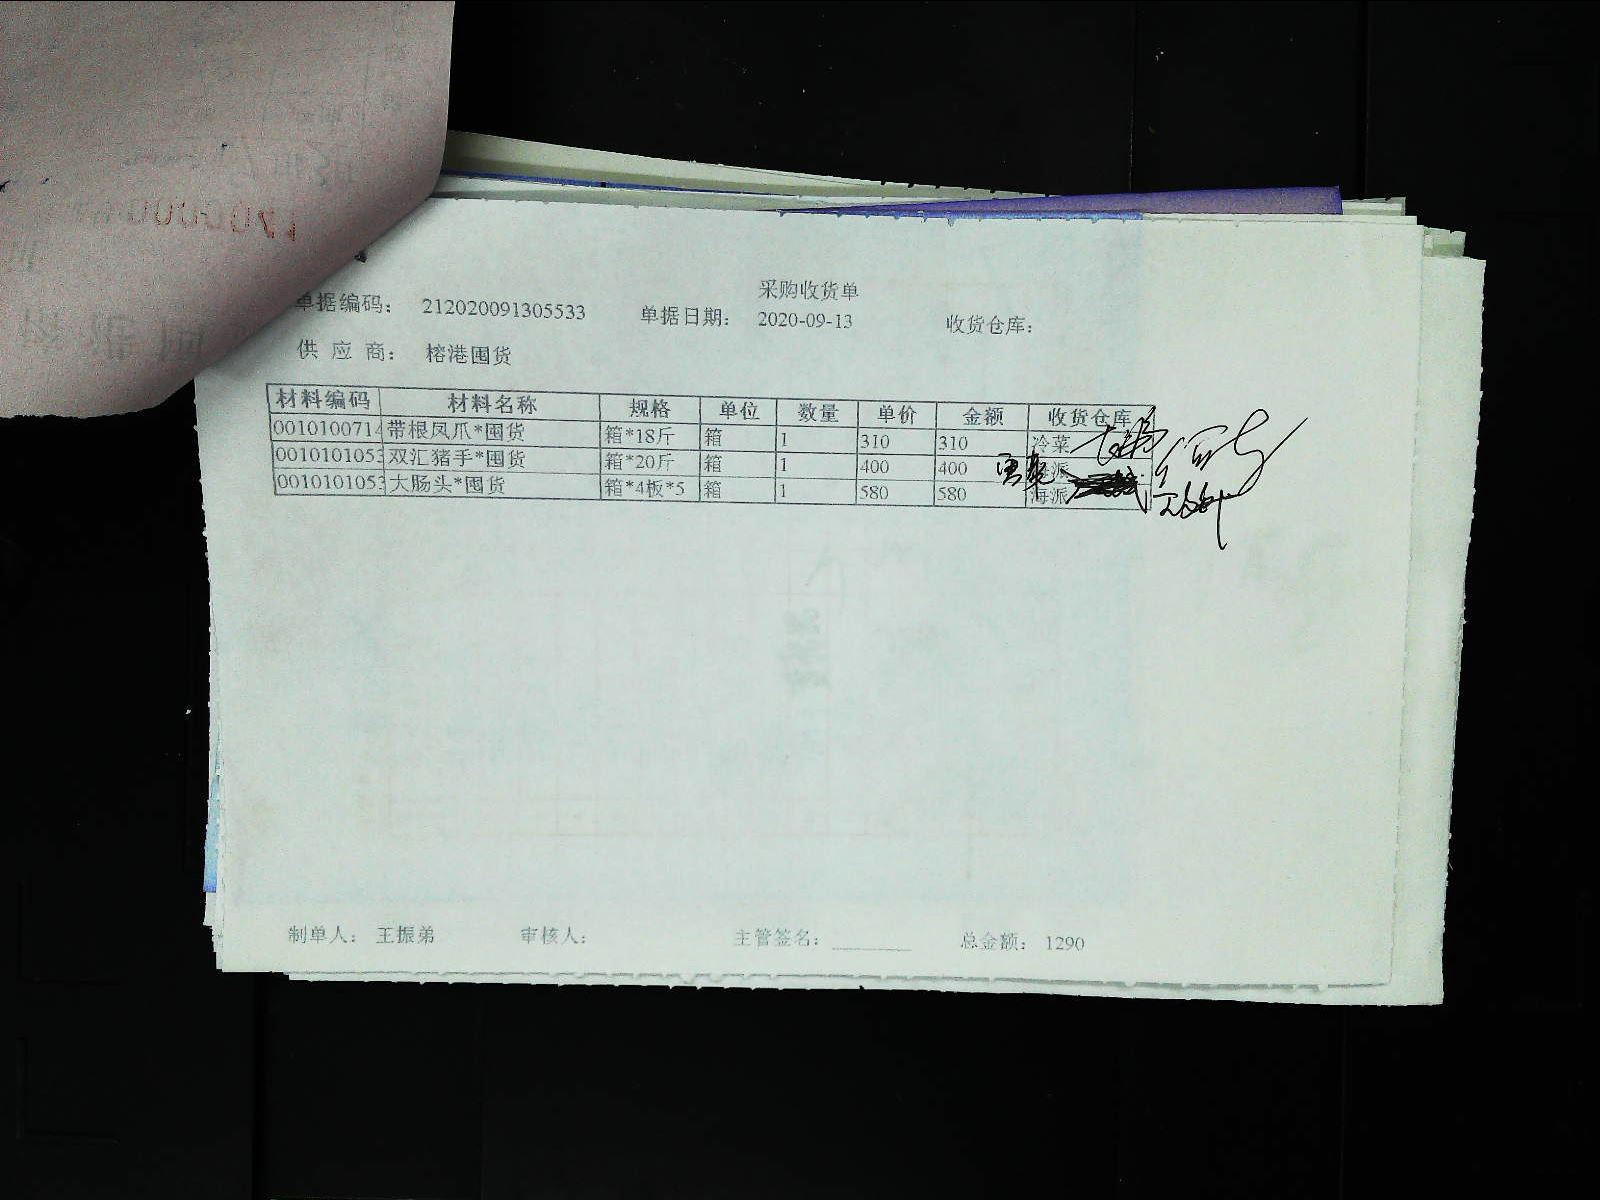 采购收货单
单据编码： 212020091305533 单据日期： 2020-09-13 收货仓库：
供 应 商： 榕港囤货
材料编码 材料名称 规格 单位 数量 单价 金额 收货仓库
0010100714 带根凤爪*囤货 箱*18斤 箱 1 310 310 冷菜
0010101053 双汇猪手*囤货 箱*20斤 箱 1 400 400 海派
0010101053 大肠头*囤货 箱*4板*5 箱 1 580 580 海派
制单人： 王振弟 审核人： 主管签名： 总金额： 1290